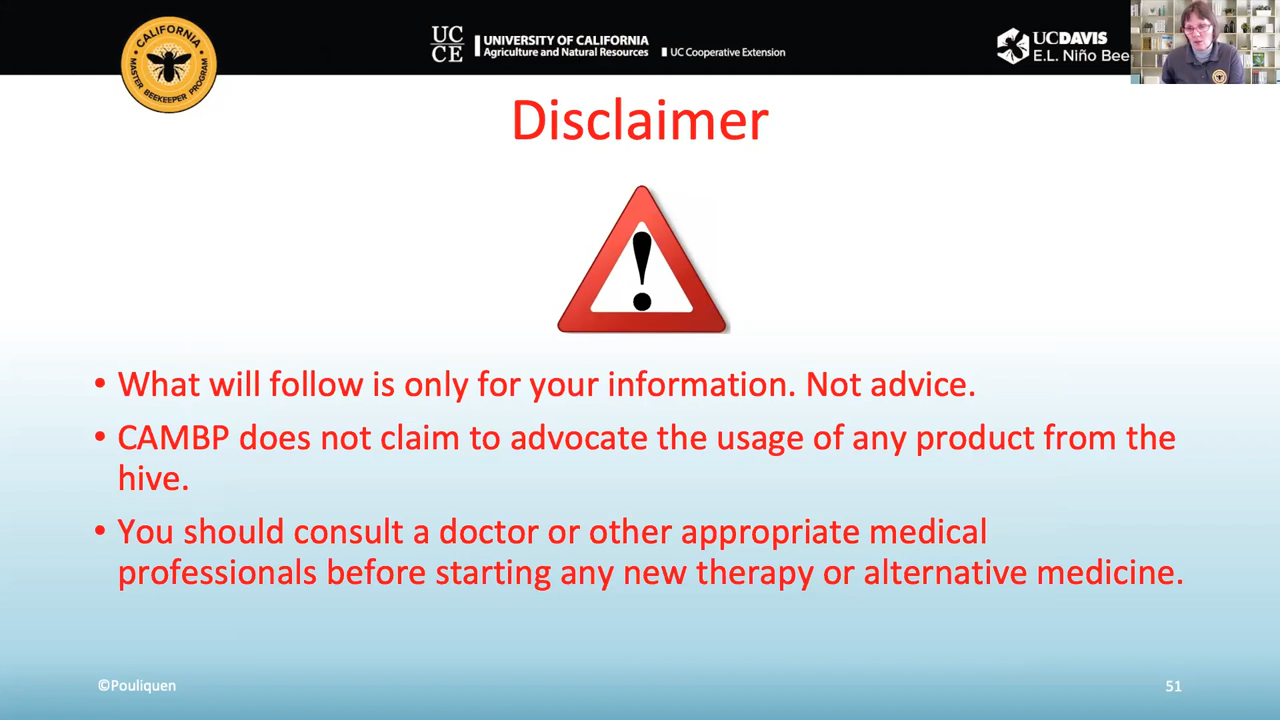 CALIFORNIA
MASTER BEEKEEPER PROGRAM
UC
CE
UNIVERSITY OF CALIFORNIA
Agriculture and Natural Resources
UC Cooperative Extension
UCDAVIS
E.L. Niño Bee
Disclaimer
!
• What will follow is only for your information. Not advice.
• CAMBP does not claim to advocate the usage of any product from the
hive.
• You should consult a doctor or other appropriate medical
professionals before starting any new therapy or alternative medicine.
©Pouliquen
51